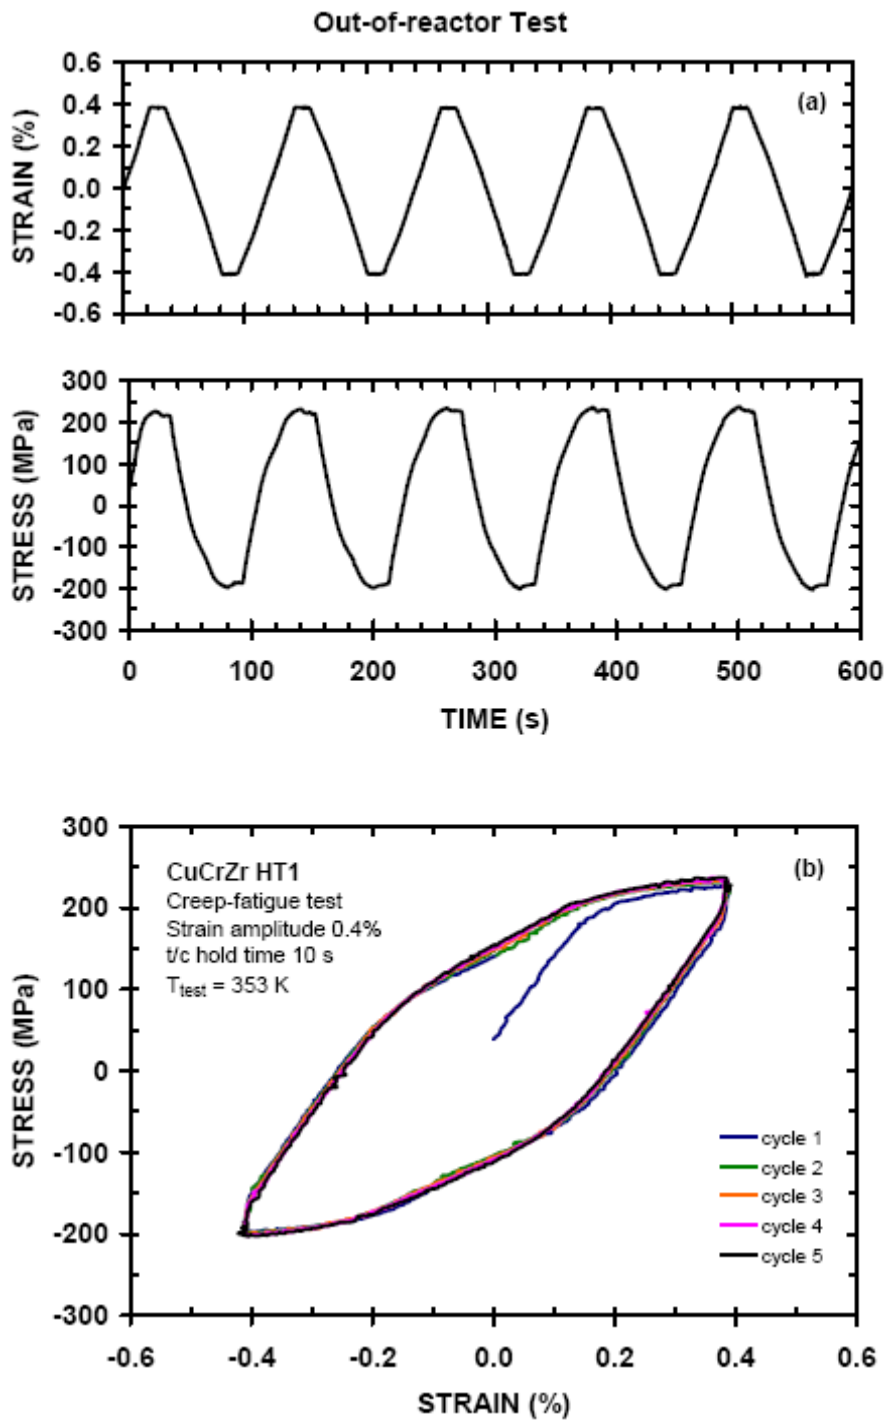 Out-of-reactor Test
(a)
STRAIN (%)
0.6
0.4
0.2
0.0
-0.2
-0.4
-0.6
STRESS (MPa)
300
200
100
0
-100
-200
-300
0 100 200 300 400 500 600
TIME (s)
(b)
CuCrZr HT1
Creep-fatigue test
Strain amplitude 0.4%
t/c hold time 10 s
Ttest = 353 K
STRESS (MPa)
300
200
100
0
-100
-200
-300
cycle 1
cycle 2
cycle 3
cycle 4
cycle 5
-0.6 -0.4 -0.2 0.0 0.2 0.4 0.6
STRAIN (%)